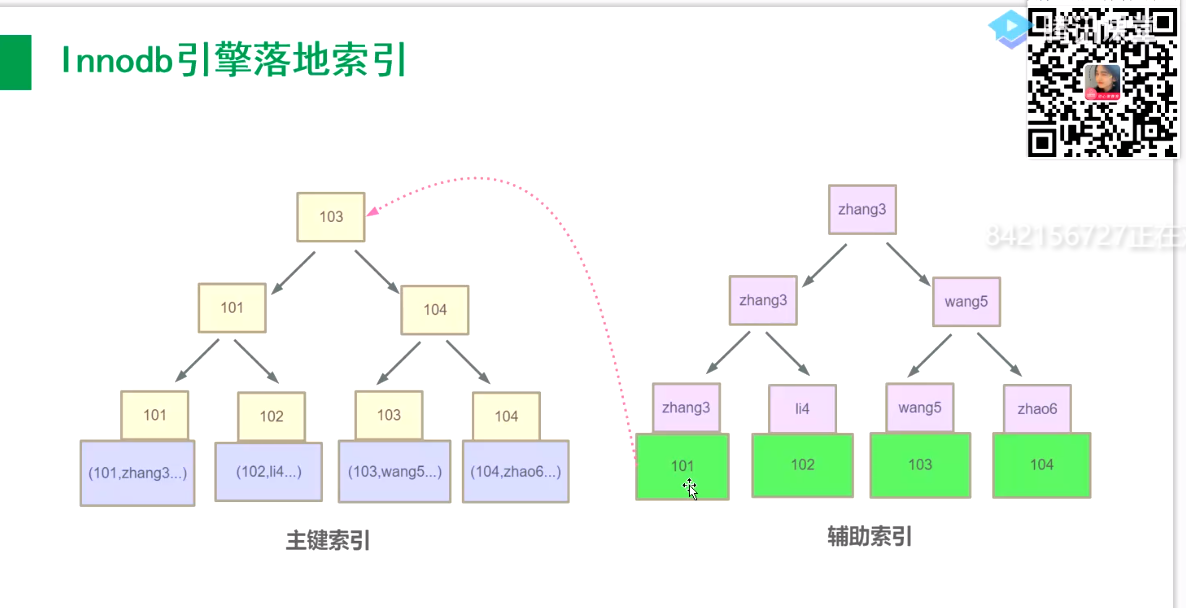 Innodb引擎落地索引
腾讯课堂
842156727正在
103
zhang3
101
104
zhang3
wang5
101
102
103
104
zhang3
li4
wang5
zhao6
(101,zhang3...)
(102,li4...)
(103,wang5...)
(104,zhao6...)
101
102
103
104
主键索引
辅助索引